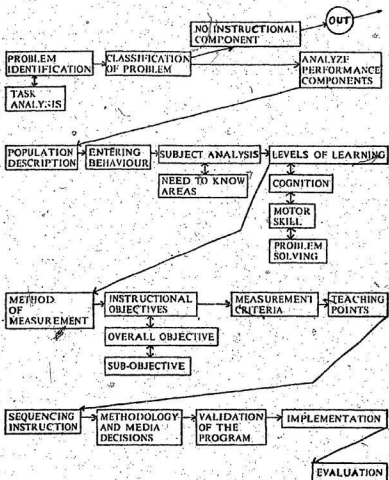 OUT
NO INSTRUCTIONAL
COMPONENT
PROBLEM
IDENTIFICATION
CLASSIFICATION
OF PROBLEM
ANALYZE
PERFORMANCE
COMPONENTS
TASK
ANALYSIS
POPULATION
DESCRIPTION
ENTERING
BEHAVIOUR
SUBJECT ANALYSIS
LEVELS OF LEARNING
NEED TO KNOW
AREAS
COGNITION
MOTOR
SKILL
PROBLEM
SOLVING
METHOD
OF
MEASUREMENT
INSTRUCTIONAL
OBJECTIVES
MEASUREMENT
CRITERIA
TEACHING
POINTS
OVERALL OBJECTIVE
SUB-OBJECTIVE
SEQUENCING
INSTRUCTION
METHODOLOGY
AND MEDIA
DECISIONS
VALIDATION
OF THE
PROGRAM
IMPLEMENTATION
EVALUATION